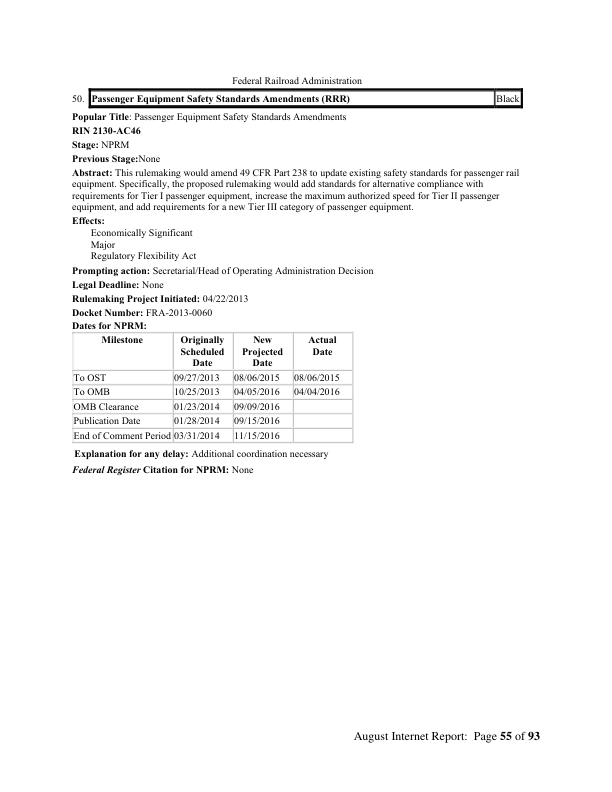 Federal Railroad Administration
50. Passenger Equipment Safety Standards Amendments (RRR) Black
Popular Title: Passenger Equipment Safety Standards Amendments
RIN 2130-AC46
Stage: NPRM
Previous Stage:None
Abstract: This rulemaking would amend 49 CFR Part 238 to update existing safety standards for passenger rail
equipment. Specifically, the proposed rulemaking would add standards for alternative compliance with
requirements for Tier I passenger equipment, increase the maximum authorized speed for Tier II passenger
equipment, and add requirements for a new Tier III category of passenger equipment.
Effects:
Economically Significant
Major
Regulatory Flexibility Act
Prompting action: Secretarial/Head of Operating Administration Decision
Legal Deadline: None
Rulemaking Project Initiated: 04/22/2013
Docket Number: FRA-2013-0060
Dates for NPRM:
Milestone Originally New Actual
Scheduled Projected Date
Date Date
To OST 09/27/2013 08/06/2015 08/06/2015
To OMB 10/25/2013 04/05/2016 04/04/2016
OMB Clearance 01/23/2014 09/09/2016
Publication Date 01/28/2014 09/15/2016
End of Comment Period 03/31/2014 11/15/2016
Explanation for any delay: Additional coordination necessary
Federal Register Citation for NPRM: None
August Internet Report: Page 55 of 93